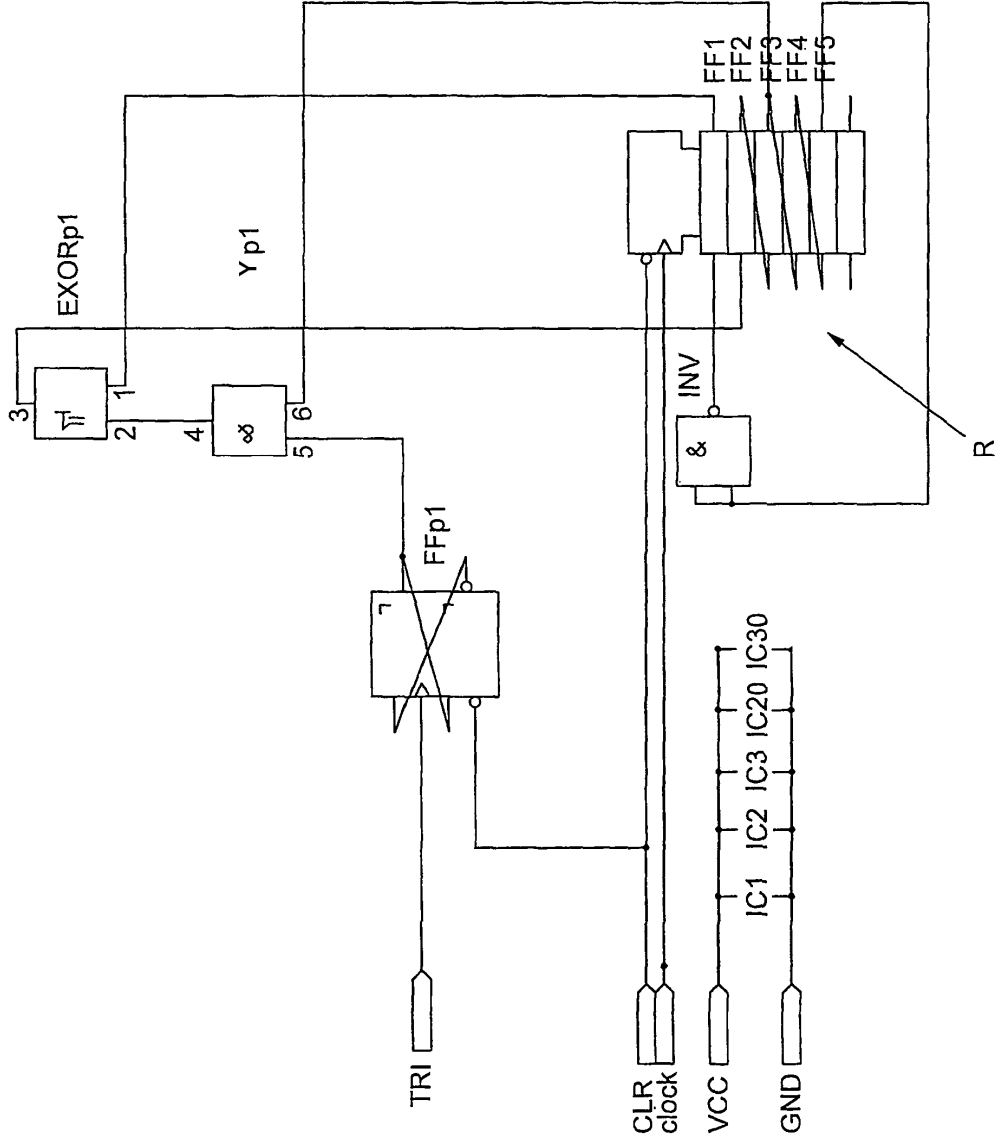 EXORp1
3
1
2
Yp1
4
&
6
5
FF1
FF2
FF3
FF4
FF5
INV
&
R
FFp1
IC1 IC2 IC3 IC20 IC30
TRI
CLR
clock
VCC
GND